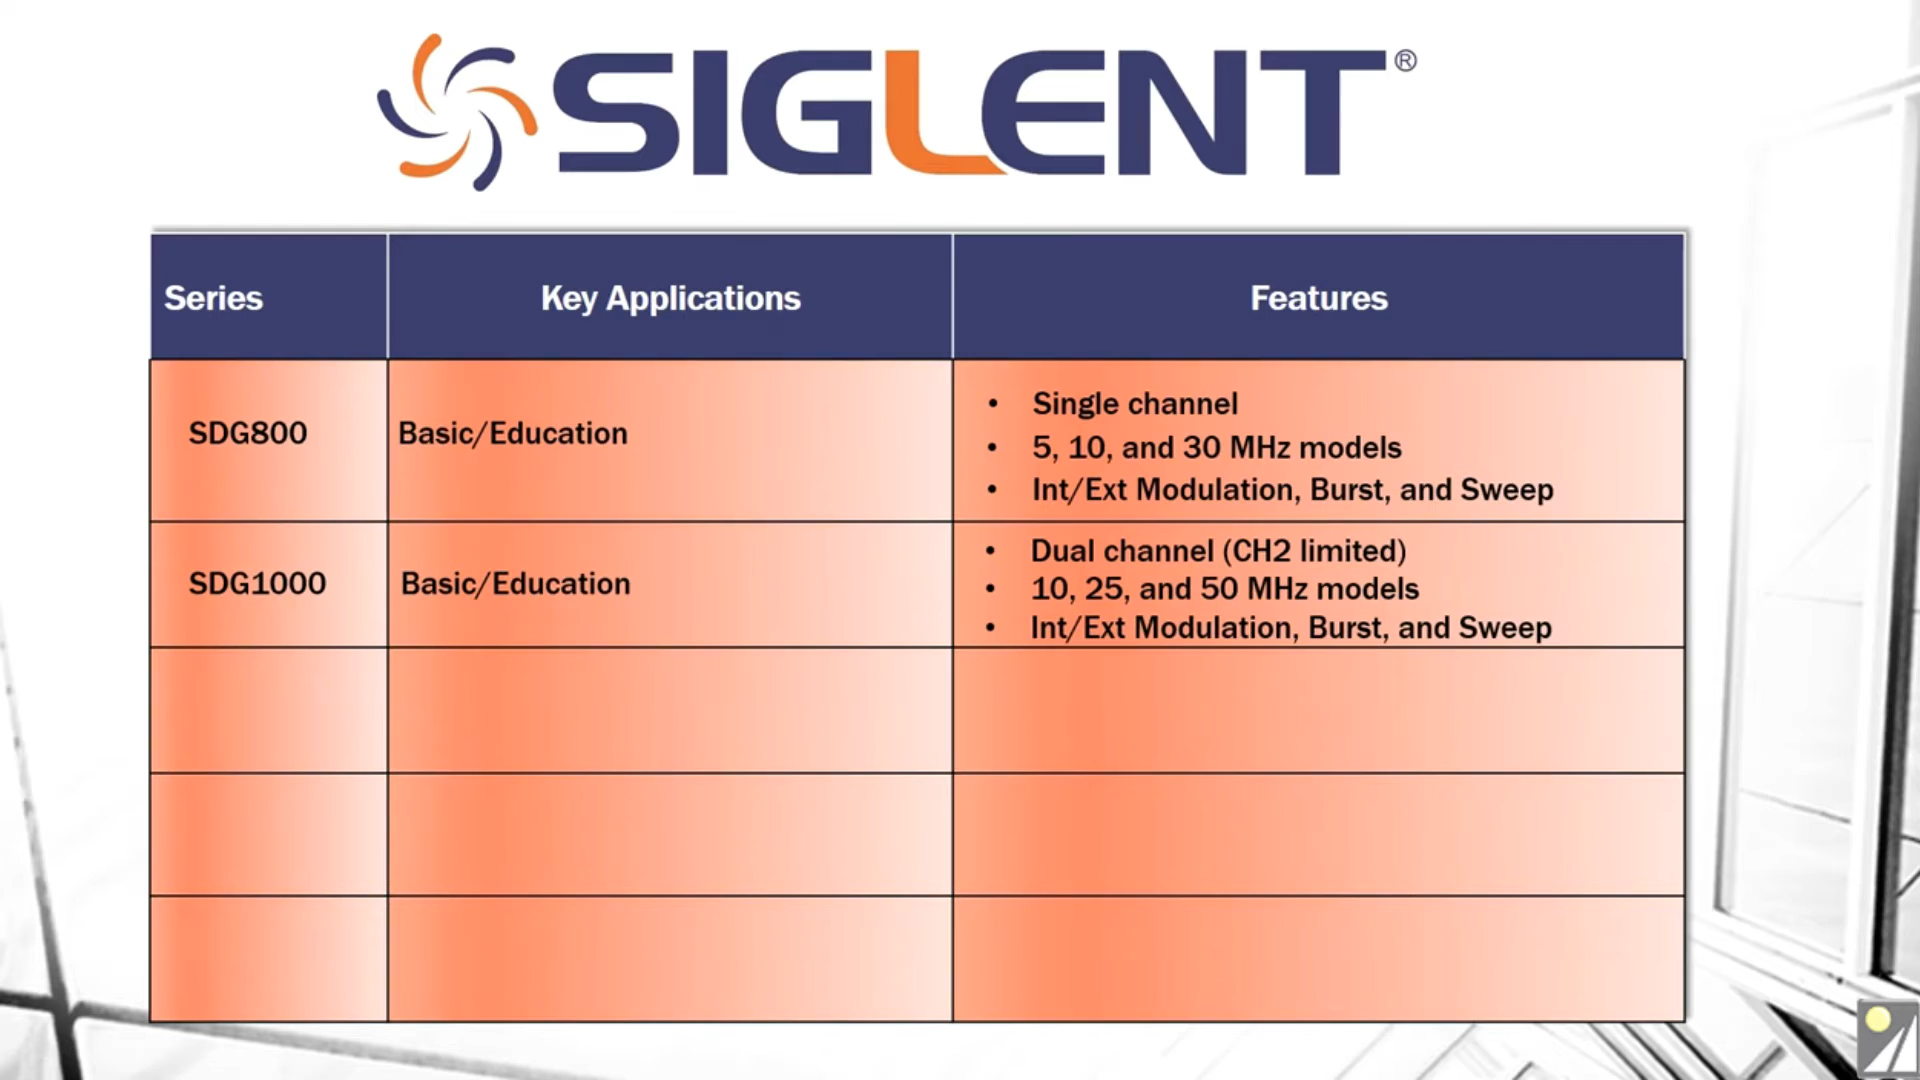 SIGLENT®
Series Key Applications Features
SDG800 Basic/Education
• Single channel
• 5, 10, and 30 MHz models
• Int/Ext Modulation, Burst, and Sweep
SDG1000 Basic/Education
• Dual channel (CH2 limited)
• 10, 25, and 50 MHz models
• Int/Ext Modulation, Burst, and Sweep